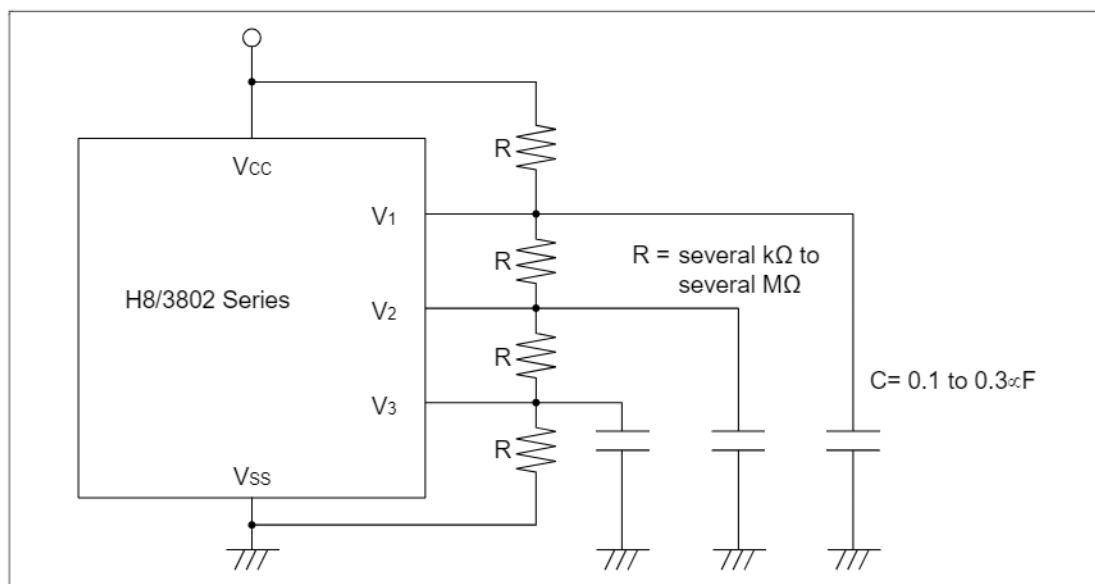 VCC
R
V1
R
R = several kΩ to
several MΩ
H8/3802 Series
V2
R
C= 0.1 to 0.3∝F
V3
R
VSS